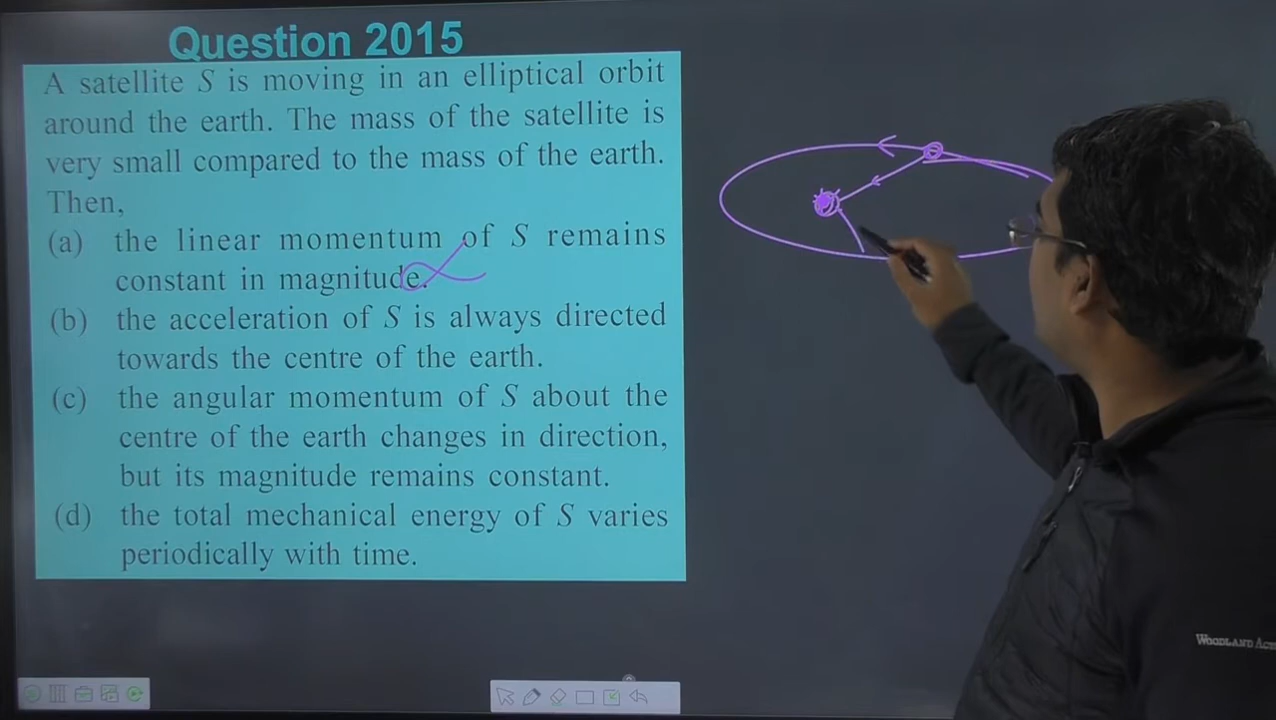 Question 2015
A satellite S is moving in an elliptical orbit
around the earth. The mass of the satellite is
very small compared to the mass of the earth.
Then,
(a) the linear momentum of S remains
constant in magnitude.
(b) the acceleration of S is always directed
towards the centre of the earth.
(c) the angular momentum of S about the
centre of the earth changes in direction,
but its magnitude remains constant.
(d) the total mechanical energy of S varies
periodically with time.
WOODLAND